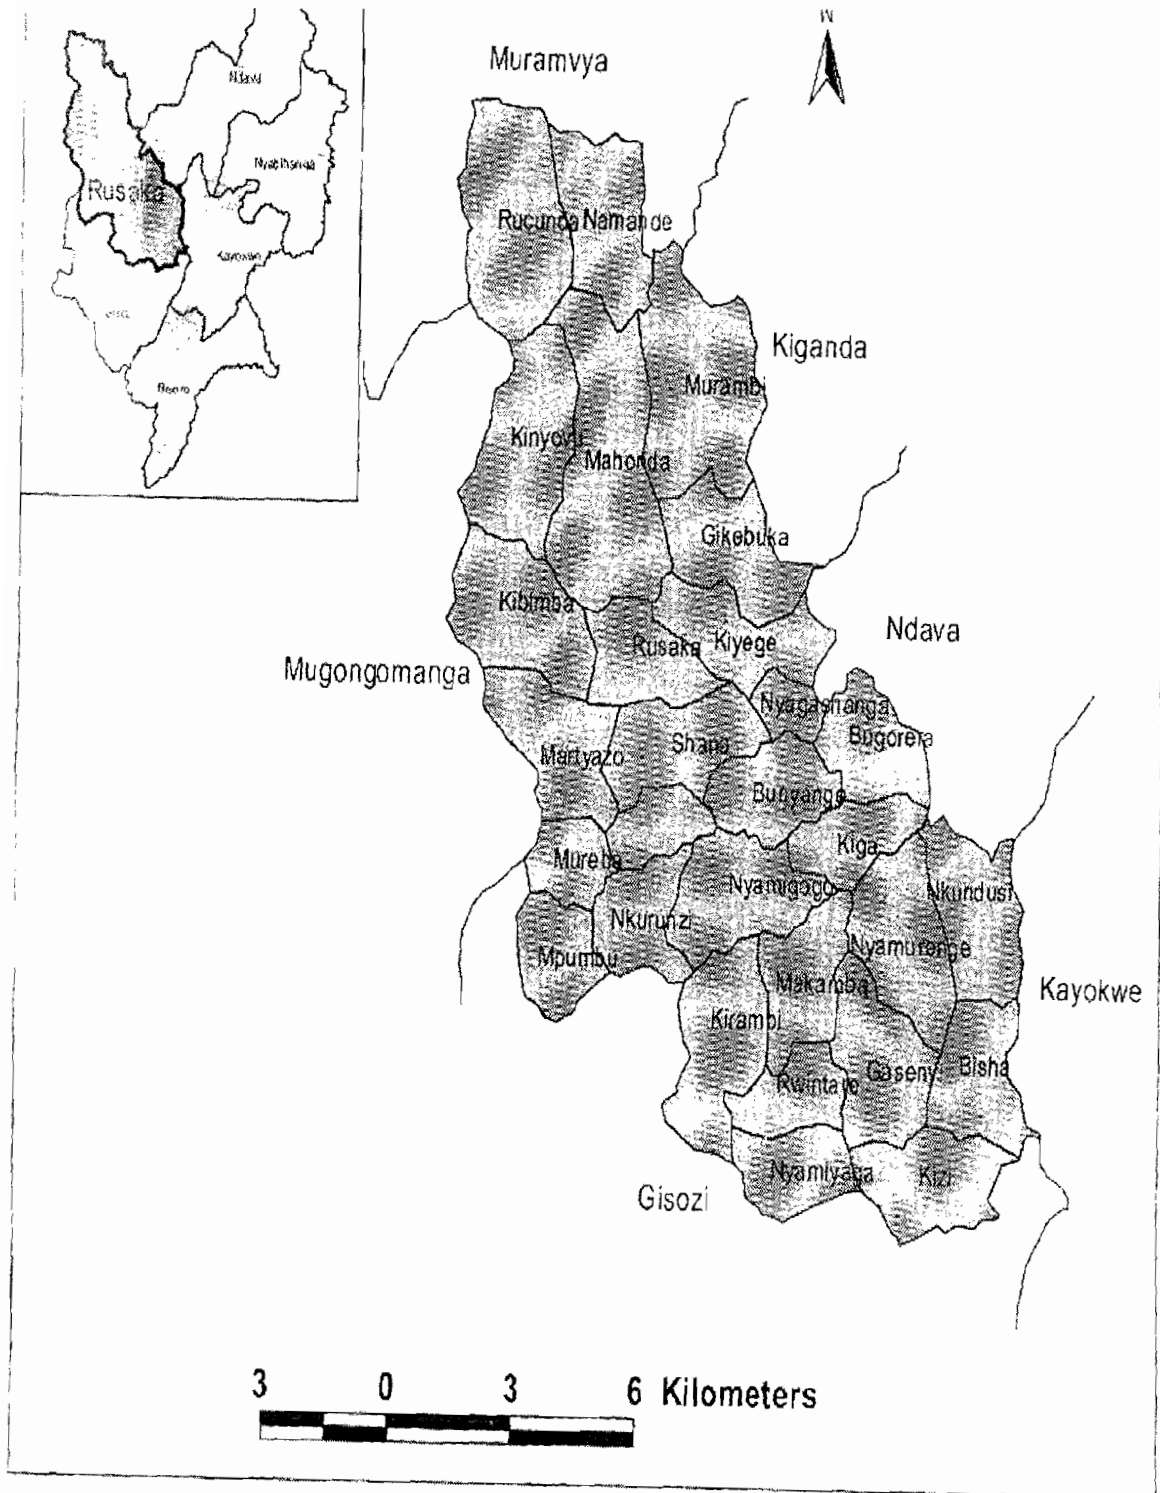 N
Muramvya
Ndava
Nyabihanga
Rusaka
Kayokwe
Bisoro
Rucunda
Namande
Kiganda
Murambi
Kinyovu
Mahonda
Gikebuka
Kibimba
Rusaka
Kiyege
Ndava
Mugongomanga
Nyagashanga
Shana
Bugorera
Martyazo
Bunyange
Kiga
Mureba
Nyamigogo
Nkundusi
Nkurunzi
Nyamurenge
Mpumbu
Makamba
Kayokwe
Kirambi
Gasenyi
Bisha
Rwintare
Nyamiyaga
Kizi
Gisozi
3 0 3 6 Kilometers